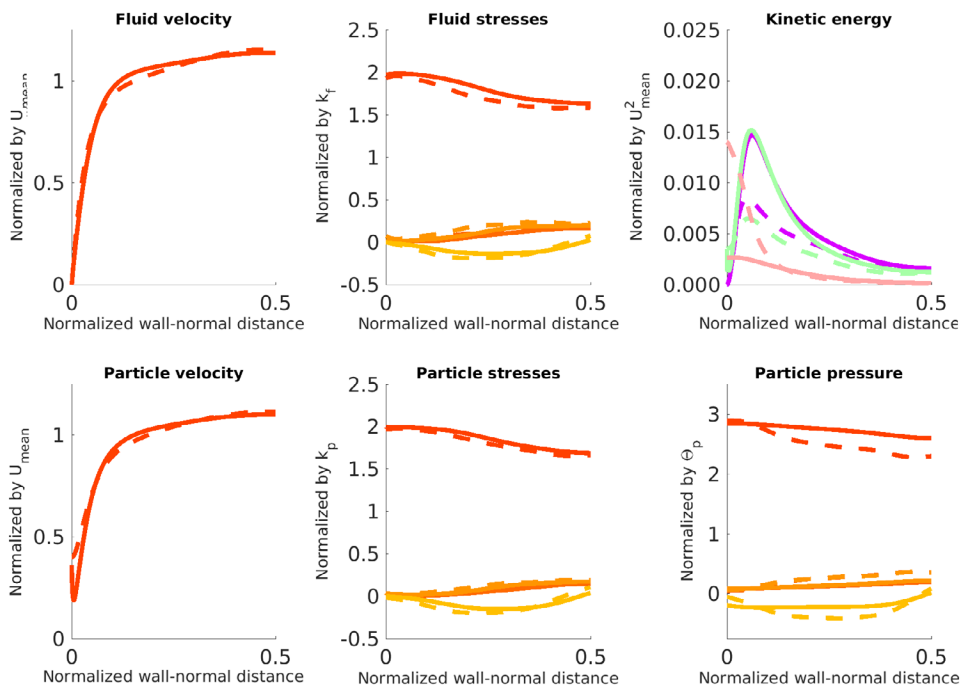 Fluid velocity
Normalized by U_mean
1
0.5
0
0
0.5
Normalized wall-normal distance
Fluid stresses
Normalized by k_f
2.5
2
1.5
1
0.5
0
-0.5
0
0.5
Normalized wall-normal distance
Kinetic energy
Normalized by U²_mean
0.025
0.020
0.015
0.010
0.005
0.000
0
0.5
Normalized wall-normal distance
Particle velocity
Normalized by U_mean
1
0.5
0
0
0.5
Normalized wall-normal distance
Particle stresses
Normalized by k_p
2.5
2
1.5
1
0.5
0
-0.5
0
0.5
Normalized wall-normal distance
Particle pressure
Normalized by Θ_p
3
2
1
0
0
0.5
Normalized wall-normal distance